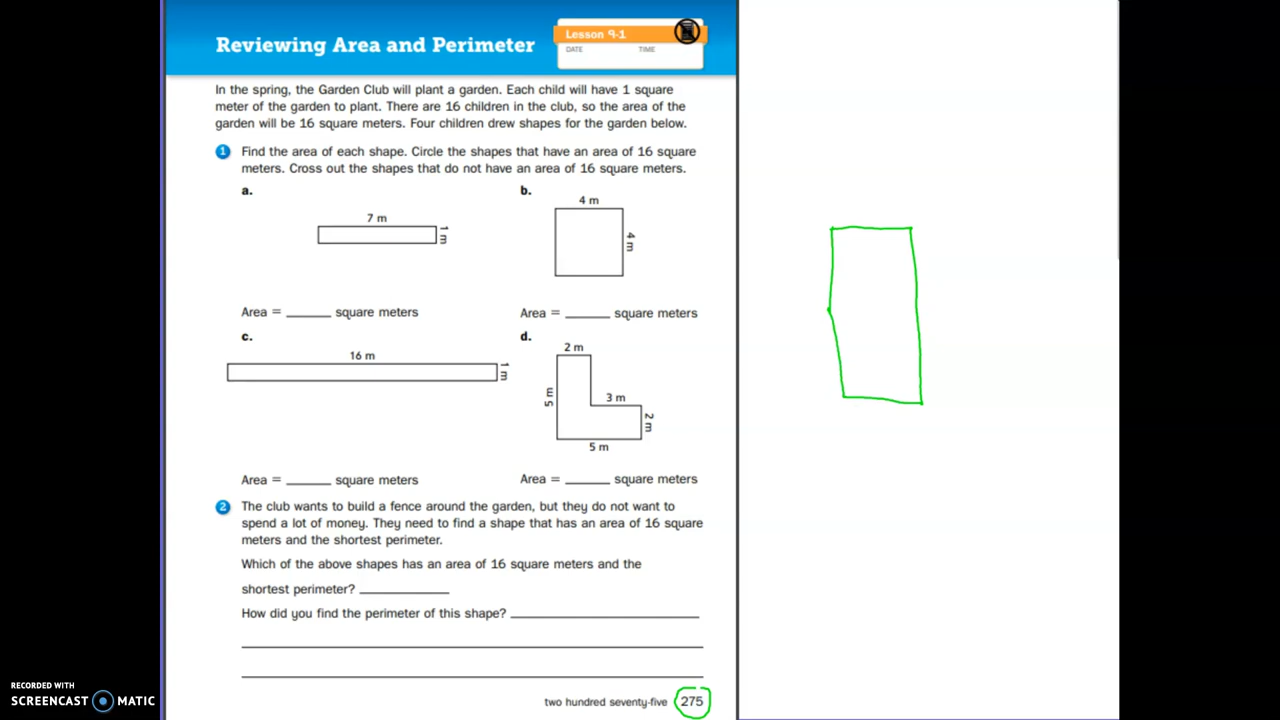 Reviewing Area and Perimeter
Lesson 9-1
DATE TIME
In the spring, the Garden Club will plant a garden. Each child will have 1 square
meter of the garden to plant. There are 16 children in the club, so the area of the
garden will be 16 square meters. Four children drew shapes for the garden below.
1 Find the area of each shape. Circle the shapes that have an area of 16 square
meters. Cross out the shapes that do not have an area of 16 square meters.
a.
7 m
1 m
Area = ______ square meters
b.
4 m
4 m
Area = ______ square meters
c.
16 m
1 m
Area = ______ square meters
d.
2 m
5 m
3 m
2 m
5 m
Area = ______ square meters
2 The club wants to build a fence around the garden, but they do not want to
spend a lot of money. They need to find a shape that has an area of 16 square
meters and the shortest perimeter.
Which of the above shapes has an area of 16 square meters and the
shortest perimeter? ____________
How did you find the perimeter of this shape? ____________
two hundred seventy-five 275
RECORDED WITH
SCREENCAST MATIC